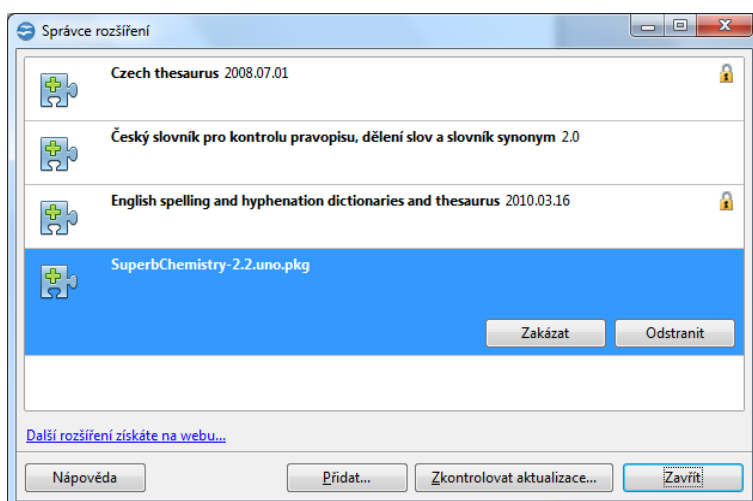 Správce rozšíření
Czech thesaurus 2008.07.01
Český slovník pro kontrolu pravopisu, dělení slov a slovník synonym 2.0
English spelling and hyphenation dictionaries and thesaurus 2010.03.16
SuperbChemistry-2.2.uno.pkg
Zakázat Odstranit
Další rozšíření získáte na webu...
Nápověda Přidat... Zkontrolovat aktualizace... Zavřít